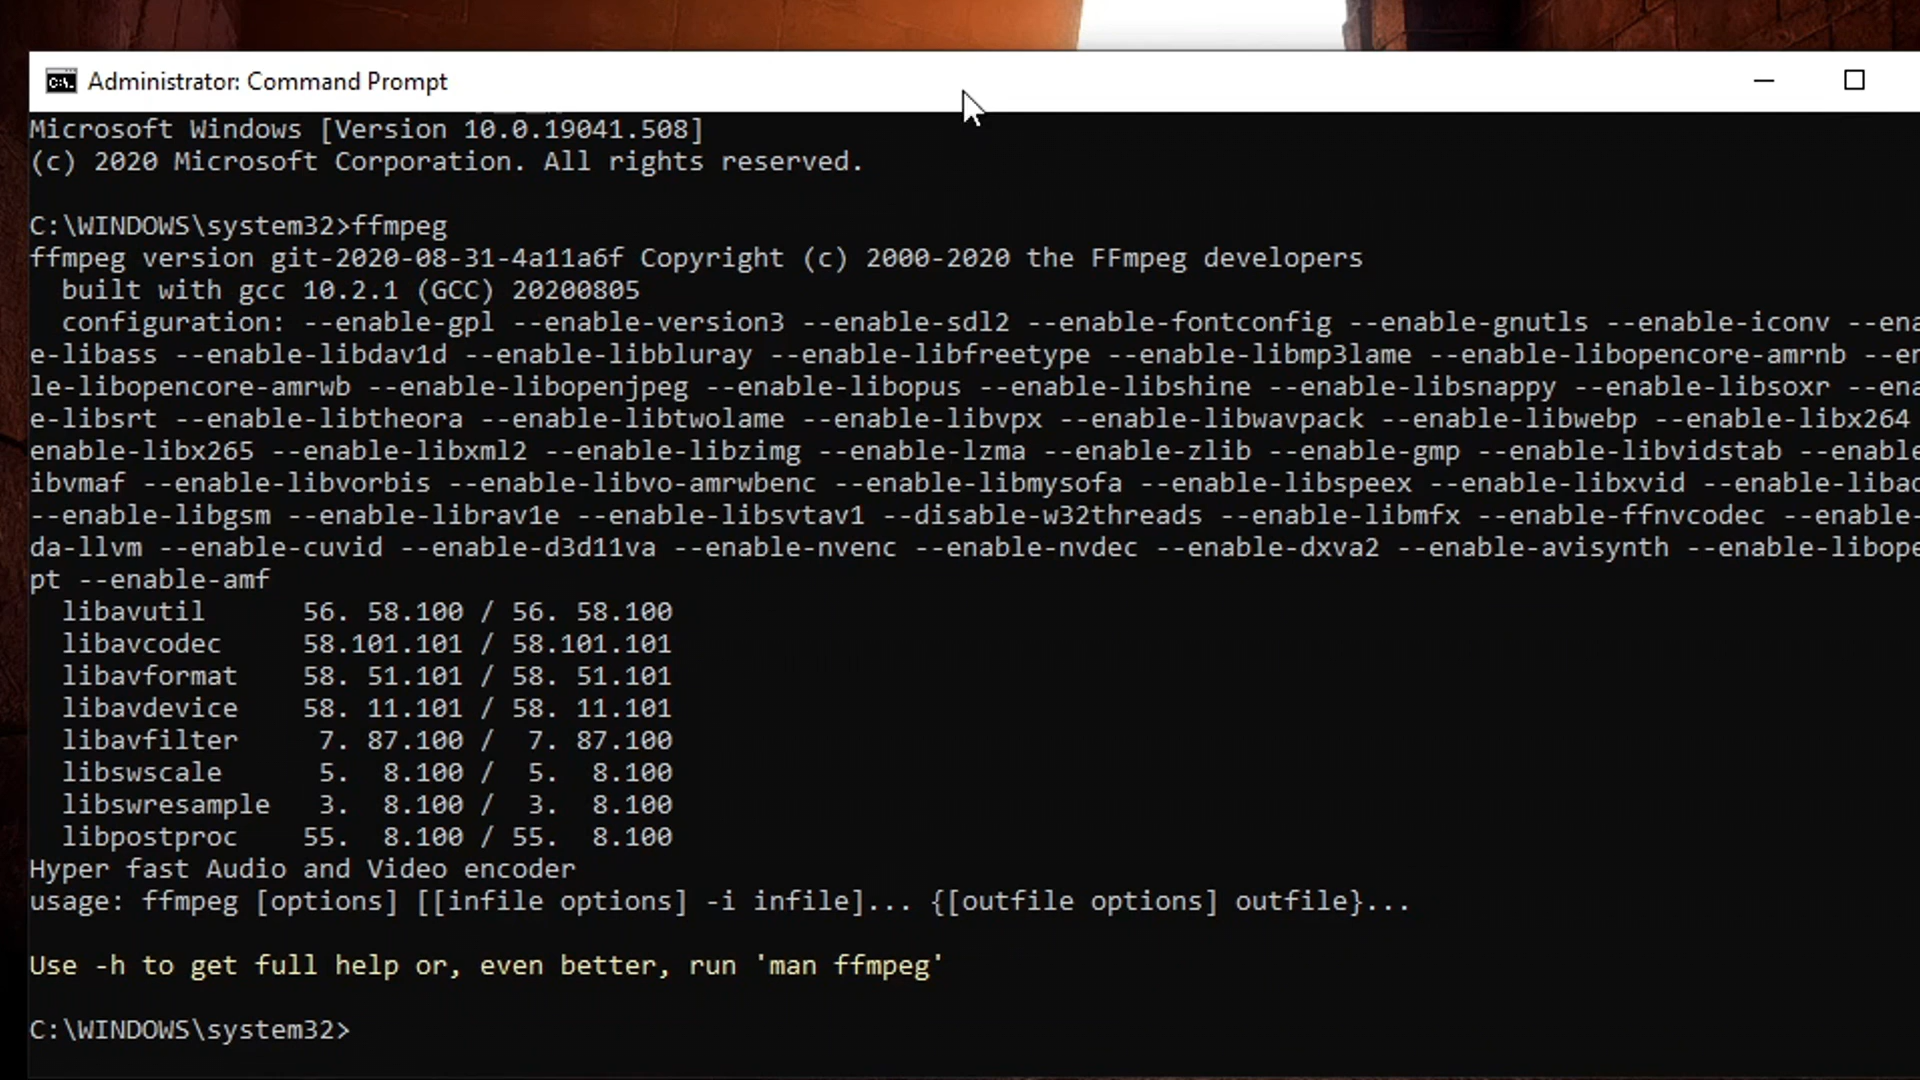 Administrator: Command Prompt
Microsoft Windows [Version 10.0.19041.508]
(c) 2020 Microsoft Corporation. All rights reserved.
C:\WINDOWS\system32>ffmpeg
ffmpeg version git-2020-08-31-4a11a6f Copyright (c) 2000-2020 the FFmpeg developers
  built with gcc 10.2.1 (GCC) 20200805
  configuration: --enable-gpl --enable-version3 --enable-sdl2 --enable-fontconfig --enable-gnutls --enable-iconv --ena
e-libass --enable-libdav1d --enable-libbluray --enable-libfreetype --enable-libmp3lame --enable-libopencore-amrnb --en
le-libopencore-amrwb --enable-libopenjpeg --enable-libopus --enable-libshine --enable-libsnappy --enable-libsoxr --ena
e-libsrt --enable-libtheora --enable-libtwolame --enable-libvpx --enable-libwavpack --enable-libwebp --enable-libx264
enable-libx265 --enable-libxml2 --enable-libzimg --enable-lzma --enable-zlib --enable-gmp --enable-libvidstab --enable
ibvmaf --enable-libvorbis --enable-libvo-amrwbenc --enable-libmysofa --enable-libspeex --enable-libxvid --enable-libao
--enable-libgsm --enable-librav1e --enable-libsvtav1 --disable-w32threads --enable-libmfx --enable-ffnvcodec --enable-
da-llvm --enable-cuvid --enable-d3d11va --enable-nvenc --enable-nvdec --enable-dxva2 --enable-avisynth --enable-libope
pt --enable-amf
  libavutil      56. 58.100 / 56. 58.100
  libavcodec     58.101.101 / 58.101.101
  libavformat    58. 51.101 / 58. 51.101
  libavdevice    58. 11.101 / 58. 11.101
  libavfilter     7. 87.100 /  7. 87.100
  libswscale      5.  8.100 /  5.  8.100
  libswresample   3.  8.100 /  3.  8.100
  libpostproc    55.  8.100 / 55.  8.100
Hyper fast Audio and Video encoder
usage: ffmpeg [options] [[infile options] -i infile]... {[outfile options] outfile}...
Use -h to get full help or, even better, run 'man ffmpeg'
C:\WINDOWS\system32>